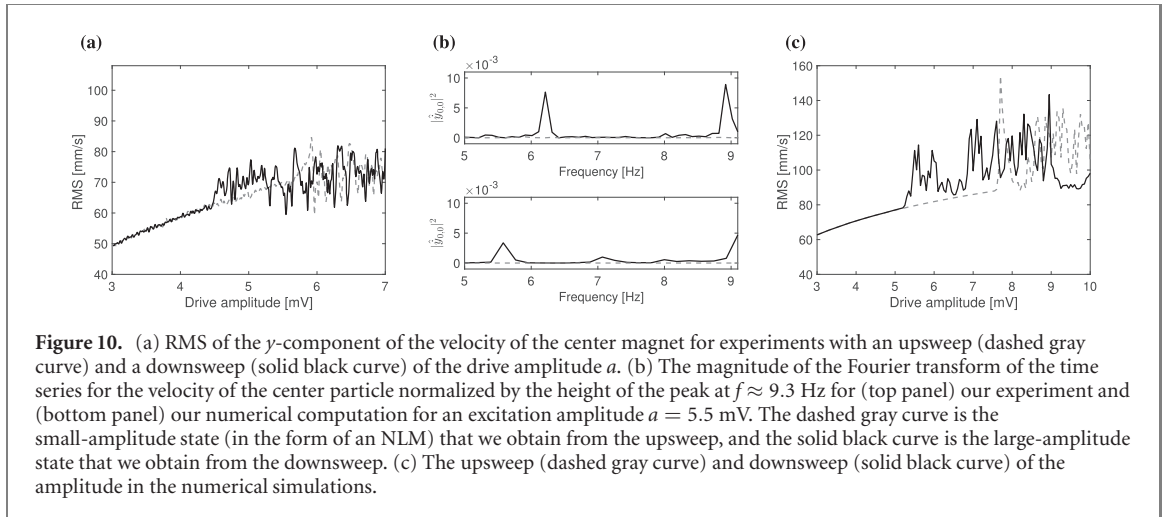 (a)
(b)
(c)
100
90
80
70
60
50
40
3 4 5 6 7
RMS [mm/s]
Drive amplitude [mV]
×10⁻³
10
5
0
5 6 7 8 9
Frequency [Hz]
×10⁻³
10
5
0
5 6 7 8 9
Frequency [Hz]
160
140
120
100
80
60
40
3 4 5 6 7 8 9 10
RMS [mm/s]
Drive amplitude [mV]
Figure 10. (a) RMS of the y-component of the velocity of the center magnet for experiments with an upsweep (dashed gray
curve) and a downsweep (solid black curve) of the drive amplitude a. (b) The magnitude of the Fourier transform of the time
series for the velocity of the center particle normalized by the height of the peak at f ≈ 9.3 Hz for (top panel) our experiment and
(bottom panel) our numerical computation for an excitation amplitude a = 5.5 mV. The dashed gray curve is the
small-amplitude state (in the form of an NLM) that we obtain from the upsweep, and the solid black curve is the large-amplitude
state that we obtain from the downsweep. (c) The upsweep (dashed gray curve) and downsweep (solid black curve) of the
amplitude in the numerical simulations.